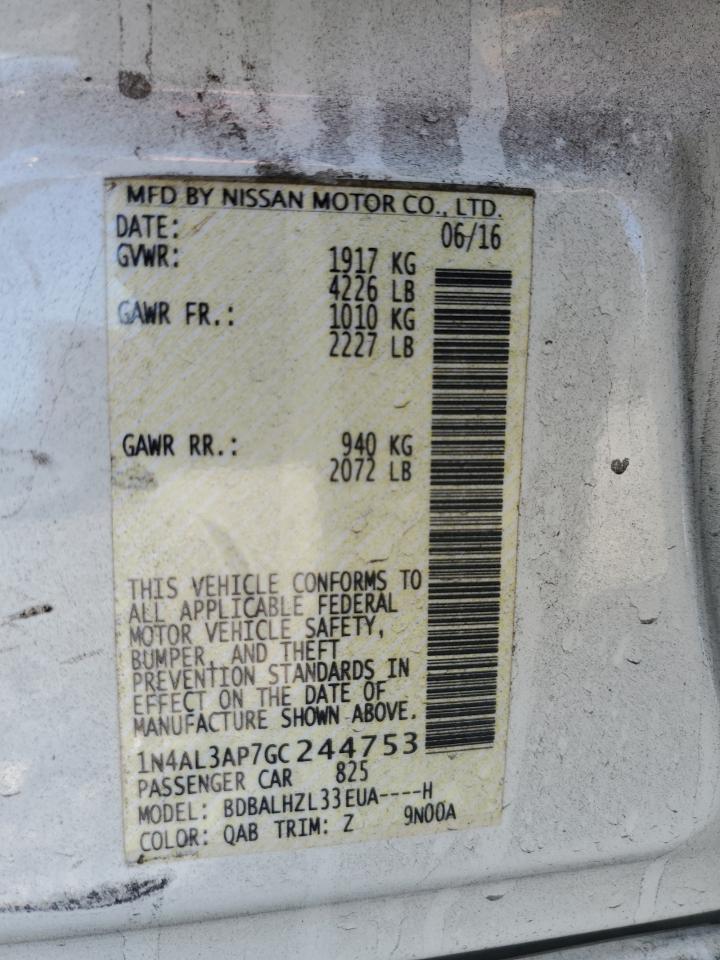 MFD BY NISSAN MOTOR CO., LTD.
DATE: 06/16
GVWR: 1917 KG
4226 LB
GAWR FR.: 1010 KG
2227 LB
GAWR RR.: 940 KG
2072 LB
THIS VEHICLE CONFORMS TO
ALL APPLICABLE FEDERAL
MOTOR VEHICLE SAFETY,
BUMPER, AND THEFT
PREVENTION STANDARDS IN
EFFECT ON THE DATE OF
MANUFACTURE SHOWN ABOVE.
1N4AL3AP7GC244753
PASSENGER CAR 825
MODEL: BDBALHZL33EUA----H
COLOR: QAB TRIM: Z 9N00A